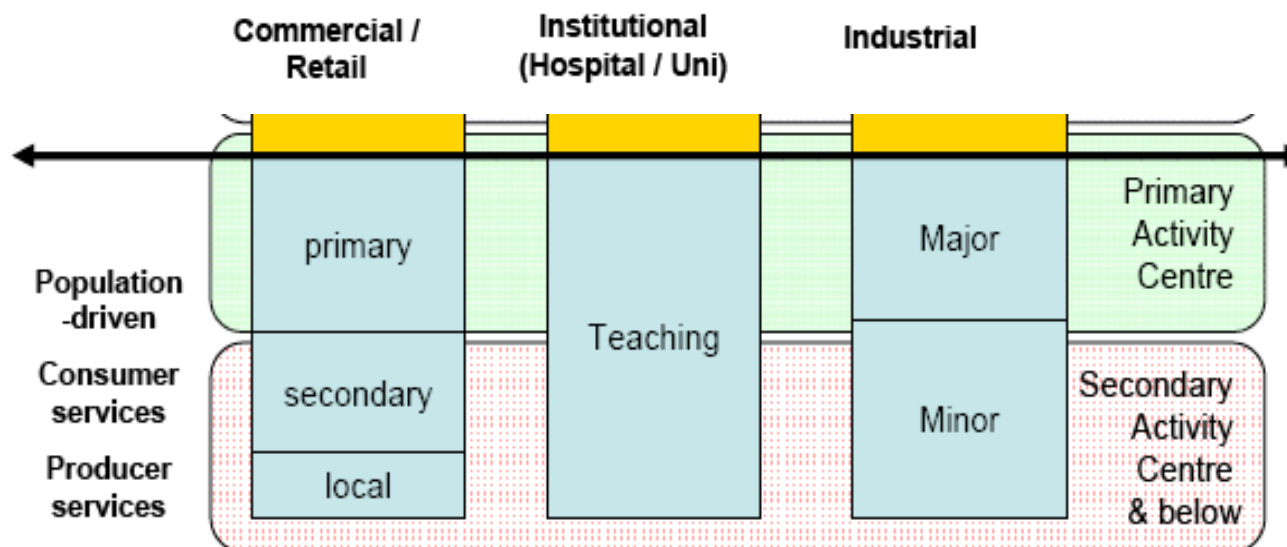 Commercial /
Retail
Institutional
(Hospital / Uni)
Industrial
Population
-driven
Consumer
services
Producer
services
primary
secondary
local
Teaching
Major
Minor
Primary
Activity
Centre
Secondary
Activity
Centre
& below